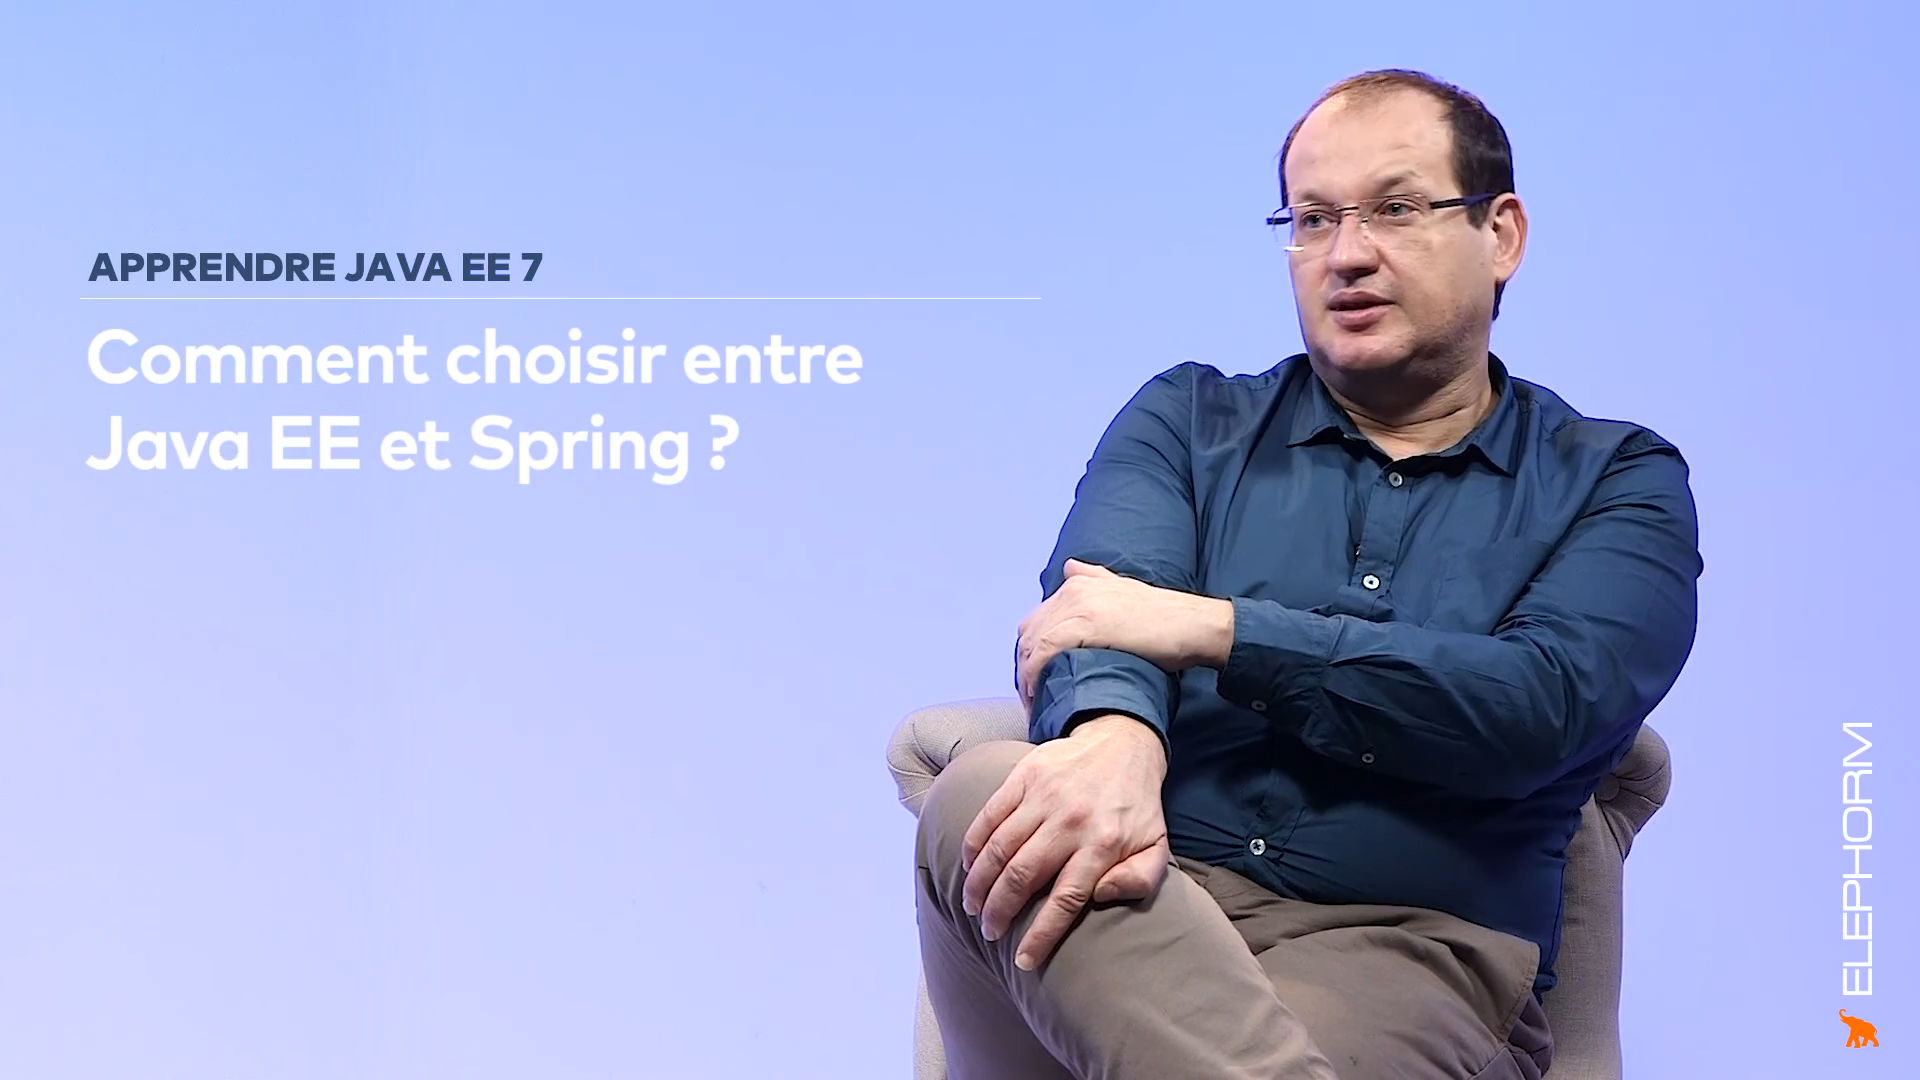 APPRENDRE JAVA EE 7
Comment choisir entre
Java EE et Spring ?
ELEPHORM